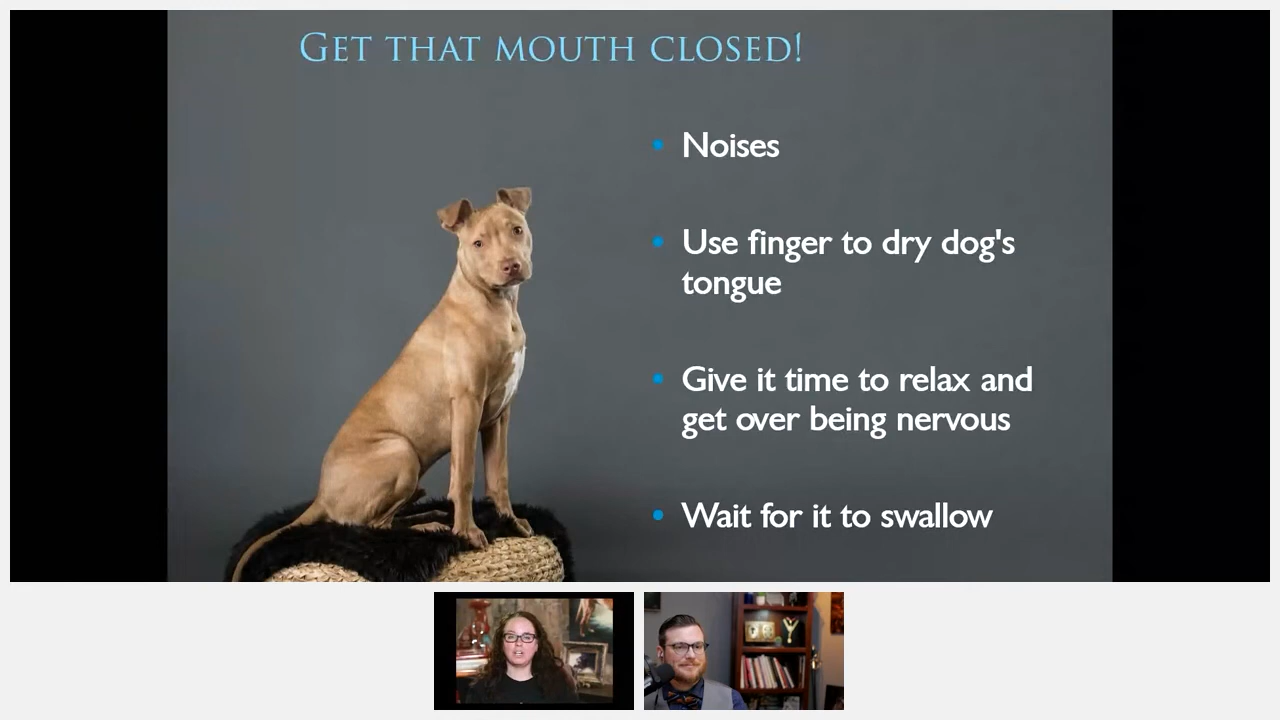 GET THAT MOUTH CLOSED!
Noises
Use finger to dry dog's
tongue
Give it time to relax and
get over being nervous
Wait for it to swallow